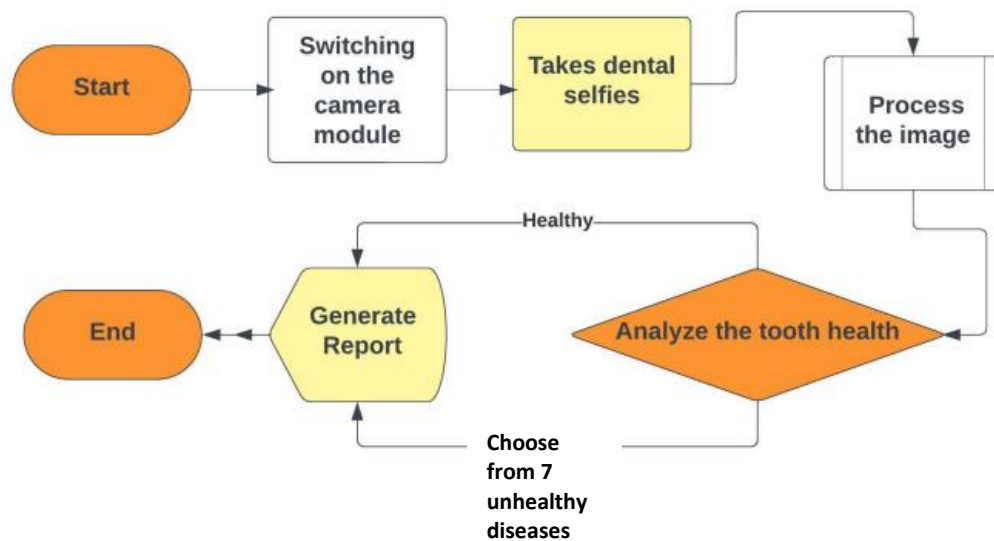 Start
Switching
on the
camera
module
Takes dental
selfies
Process
the image
Healthy
Analyze the tooth health
Generate
Report
End
Choose
from 7
unhealthy
diseases